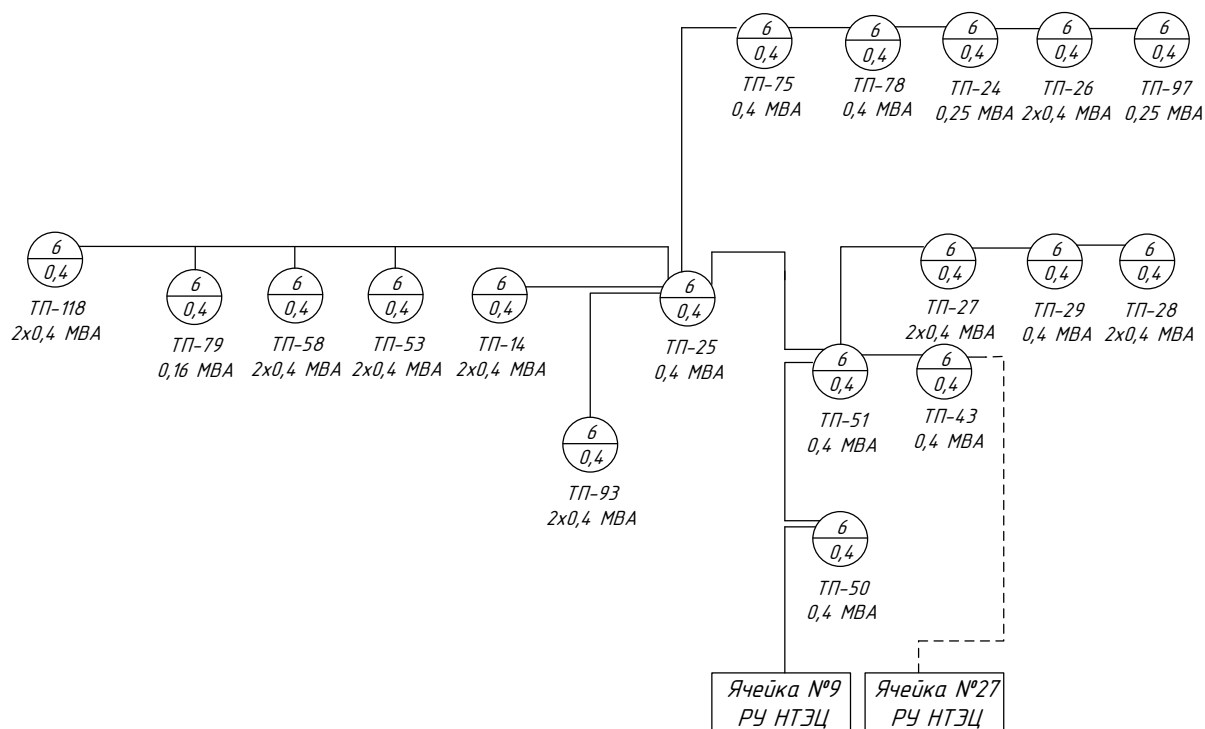 6
0,4
ТП-75
0,4 МВА
6
0,4
ТП-78
0,4 МВА
6
0,4
ТП-24
0,25 МВА
6
0,4
ТП-26
2х0,4 МВА
6
0,4
ТП-97
0,25 МВА
6
0,4
ТП-118
2х0,4 МВА
6
0,4
ТП-79
0,16 МВА
6
0,4
ТП-58
2х0,4 МВА
6
0,4
ТП-53
2х0,4 МВА
6
0,4
ТП-14
2х0,4 МВА
6
0,4
ТП-25
0,4 МВА
6
0,4
ТП-27
2х0,4 МВА
6
0,4
ТП-29
0,4 МВА
6
0,4
ТП-28
2х0,4 МВА
6
0,4
ТП-51
0,4 МВА
6
0,4
ТП-43
0,4 МВА
6
0,4
ТП-93
2х0,4 МВА
6
0,4
ТП-50
0,4 МВА
Ячейка №9
РУ НТЭЦ
Ячейка №27
РУ НТЭЦ